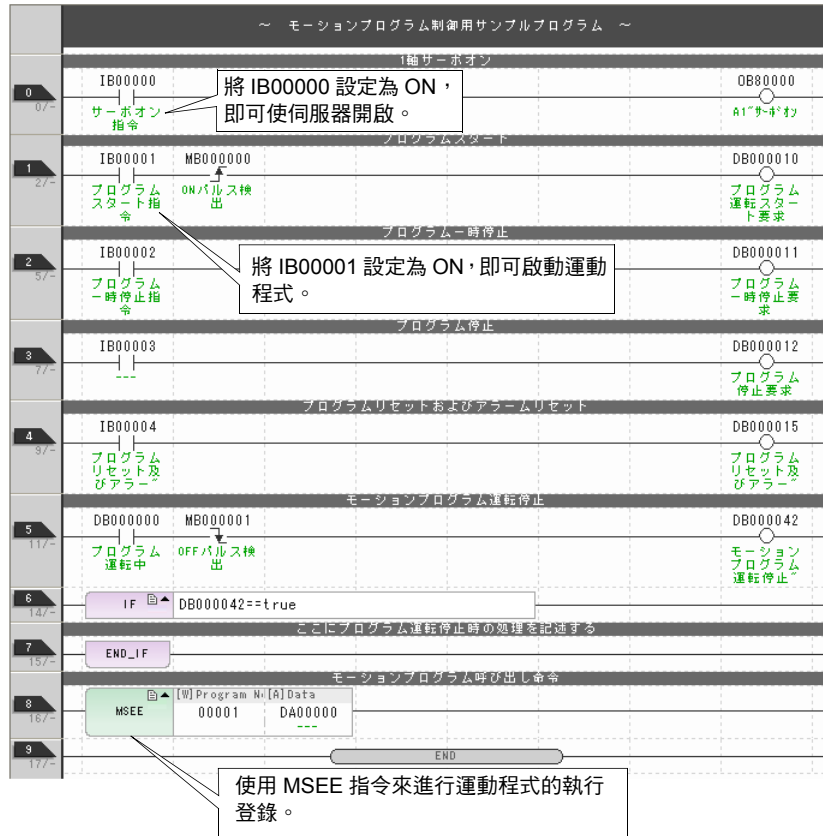 ～ モーションプログラム制御用サンプルプログラム ～
1軸サーボオン
0
0/-
IB00000
サーボオン
指令
將 IB00000 設定為 ON，
即可使伺服器開啟。
OB80000
A1"ｻｰﾎﾞｵﾝ
プログラムスタート
1
2/-
IB00001
プログラム
スタート指
令
MB000000
ONパルス検
出
DB000010
プログラム
運転スター
ト要求
プログラム一時停止
2
5/-
IB00002
プログラム
一時停止指
令
將 IB00001 設定為 ON，即可啟動運動
程式。
DB000011
プログラム
一時停止要
求
プログラム停止
3
7/-
IB00003
---
DB000012
プログラム
停止要求
プログラムリセットおよびアラームリセット
4
9/-
IB00004
プログラム
リセット及
びアラー~
DB000015
プログラム
リセット及
びアラー~
モーションプログラム運転停止
5
11/-
DB000000
プログラム
運転中
MB000001
OFFパルス検
出
DB000042
モーション
プログラム
運転停止~
6
14/-
IF
DB000042==true
ここにプログラム運転停止時の処理を記述する
7
15/-
END_IF
モーションプログラム呼び出し命令
8
16/-
MSEE
[W]Program No
00001
[A]Data
DA00000
---
9
17/-
END
使用 MSEE 指令來進行運動程式的執行
登錄。